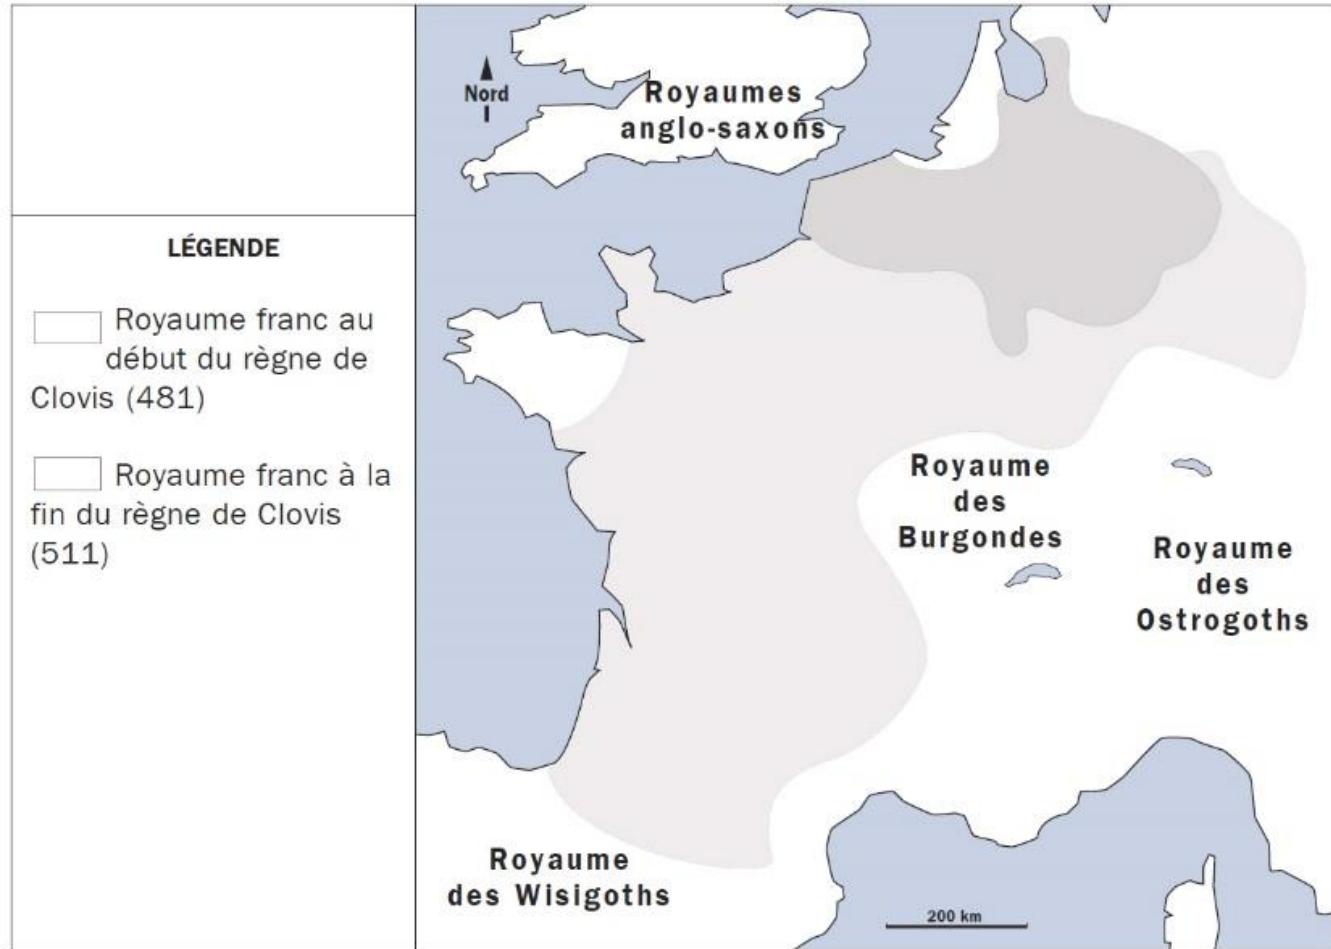 LÉGENDE
Royaume franc au
début du règne de
Clovis (481)
Royaume franc à la
fin du règne de Clovis
(511)
Nord
Royaumes
anglo-saxons
Royaume
des
Burgondes
Royaume
des
Ostrogoths
Royaume
des Wisigoths
200 km